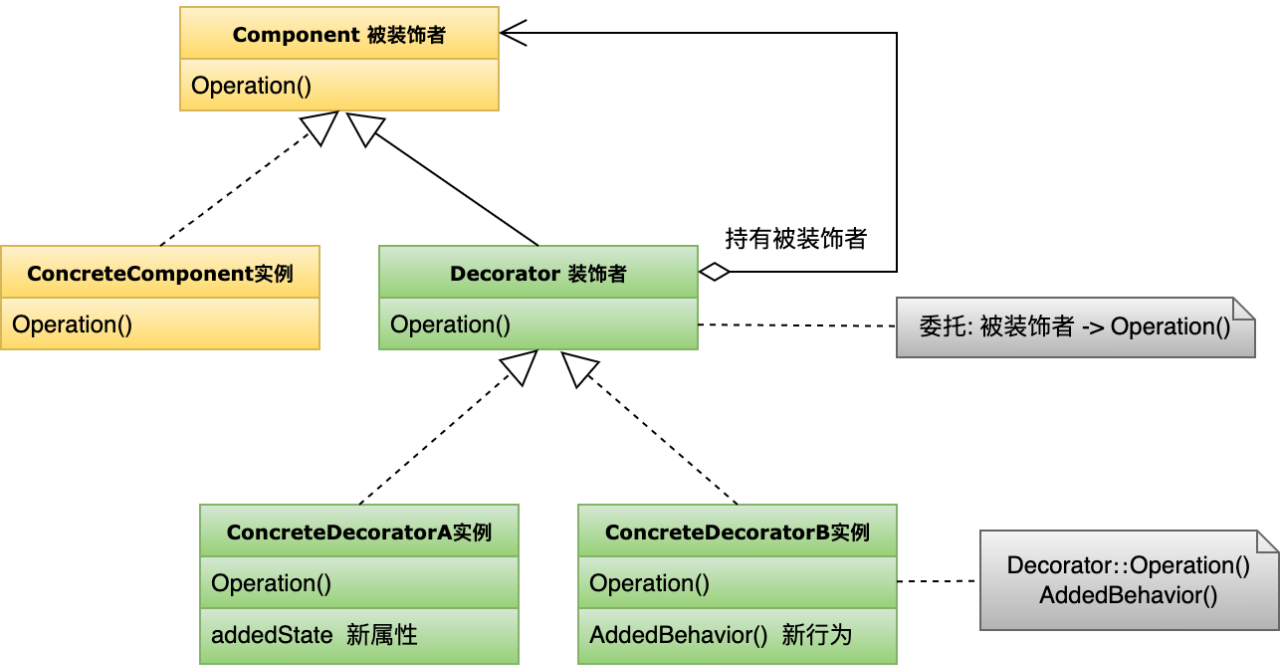 Component 被装饰者
Operation()
持有被装饰者
ConcreteComponent实例
Operation()
Decorator 装饰者
Operation()
委托: 被装饰者 -> Operation()
ConcreteDecoratorA实例
Operation()
addedState 新属性
ConcreteDecoratorB实例
Operation()
AddedBehavior() 新行为
Decorator::Operation()
AddedBehavior()